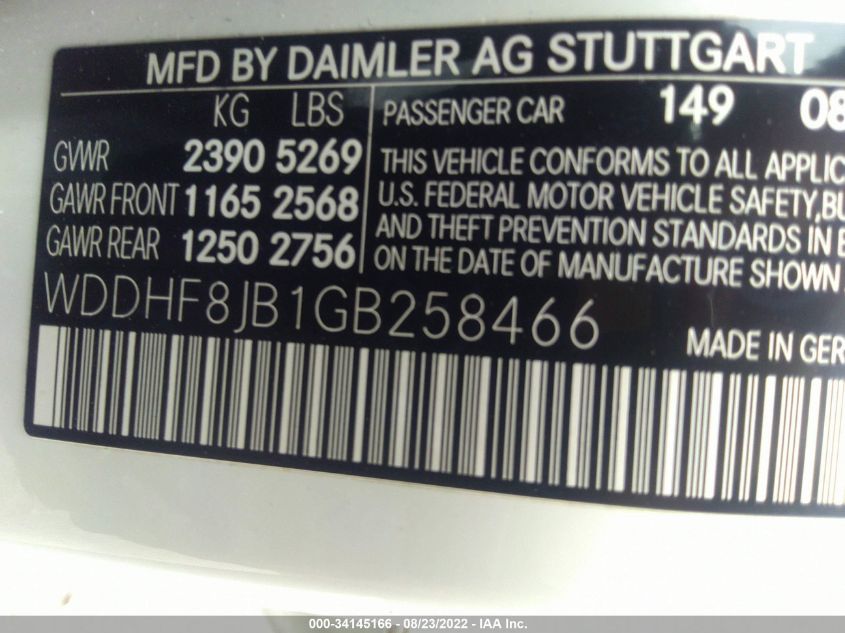 MFD BY DAIMLER AG STUTTGART
KG LBS
GVWR 2390 5269
GAWR FRONT 1165 2568
GAWR REAR 1250 2756
PASSENGER CAR 149 08
THIS VEHICLE CONFORMS TO ALL APPLIC
U.S. FEDERAL MOTOR VEHICLE SAFETY, BU
AND THEFT PREVENTION STANDARDS IN E
ON THE DATE OF MANUFACTURE SHOWN
WDDHF8JB1GB258466
MADE IN GER
000-34145166 - 08/23/2022 - IAA Inc.